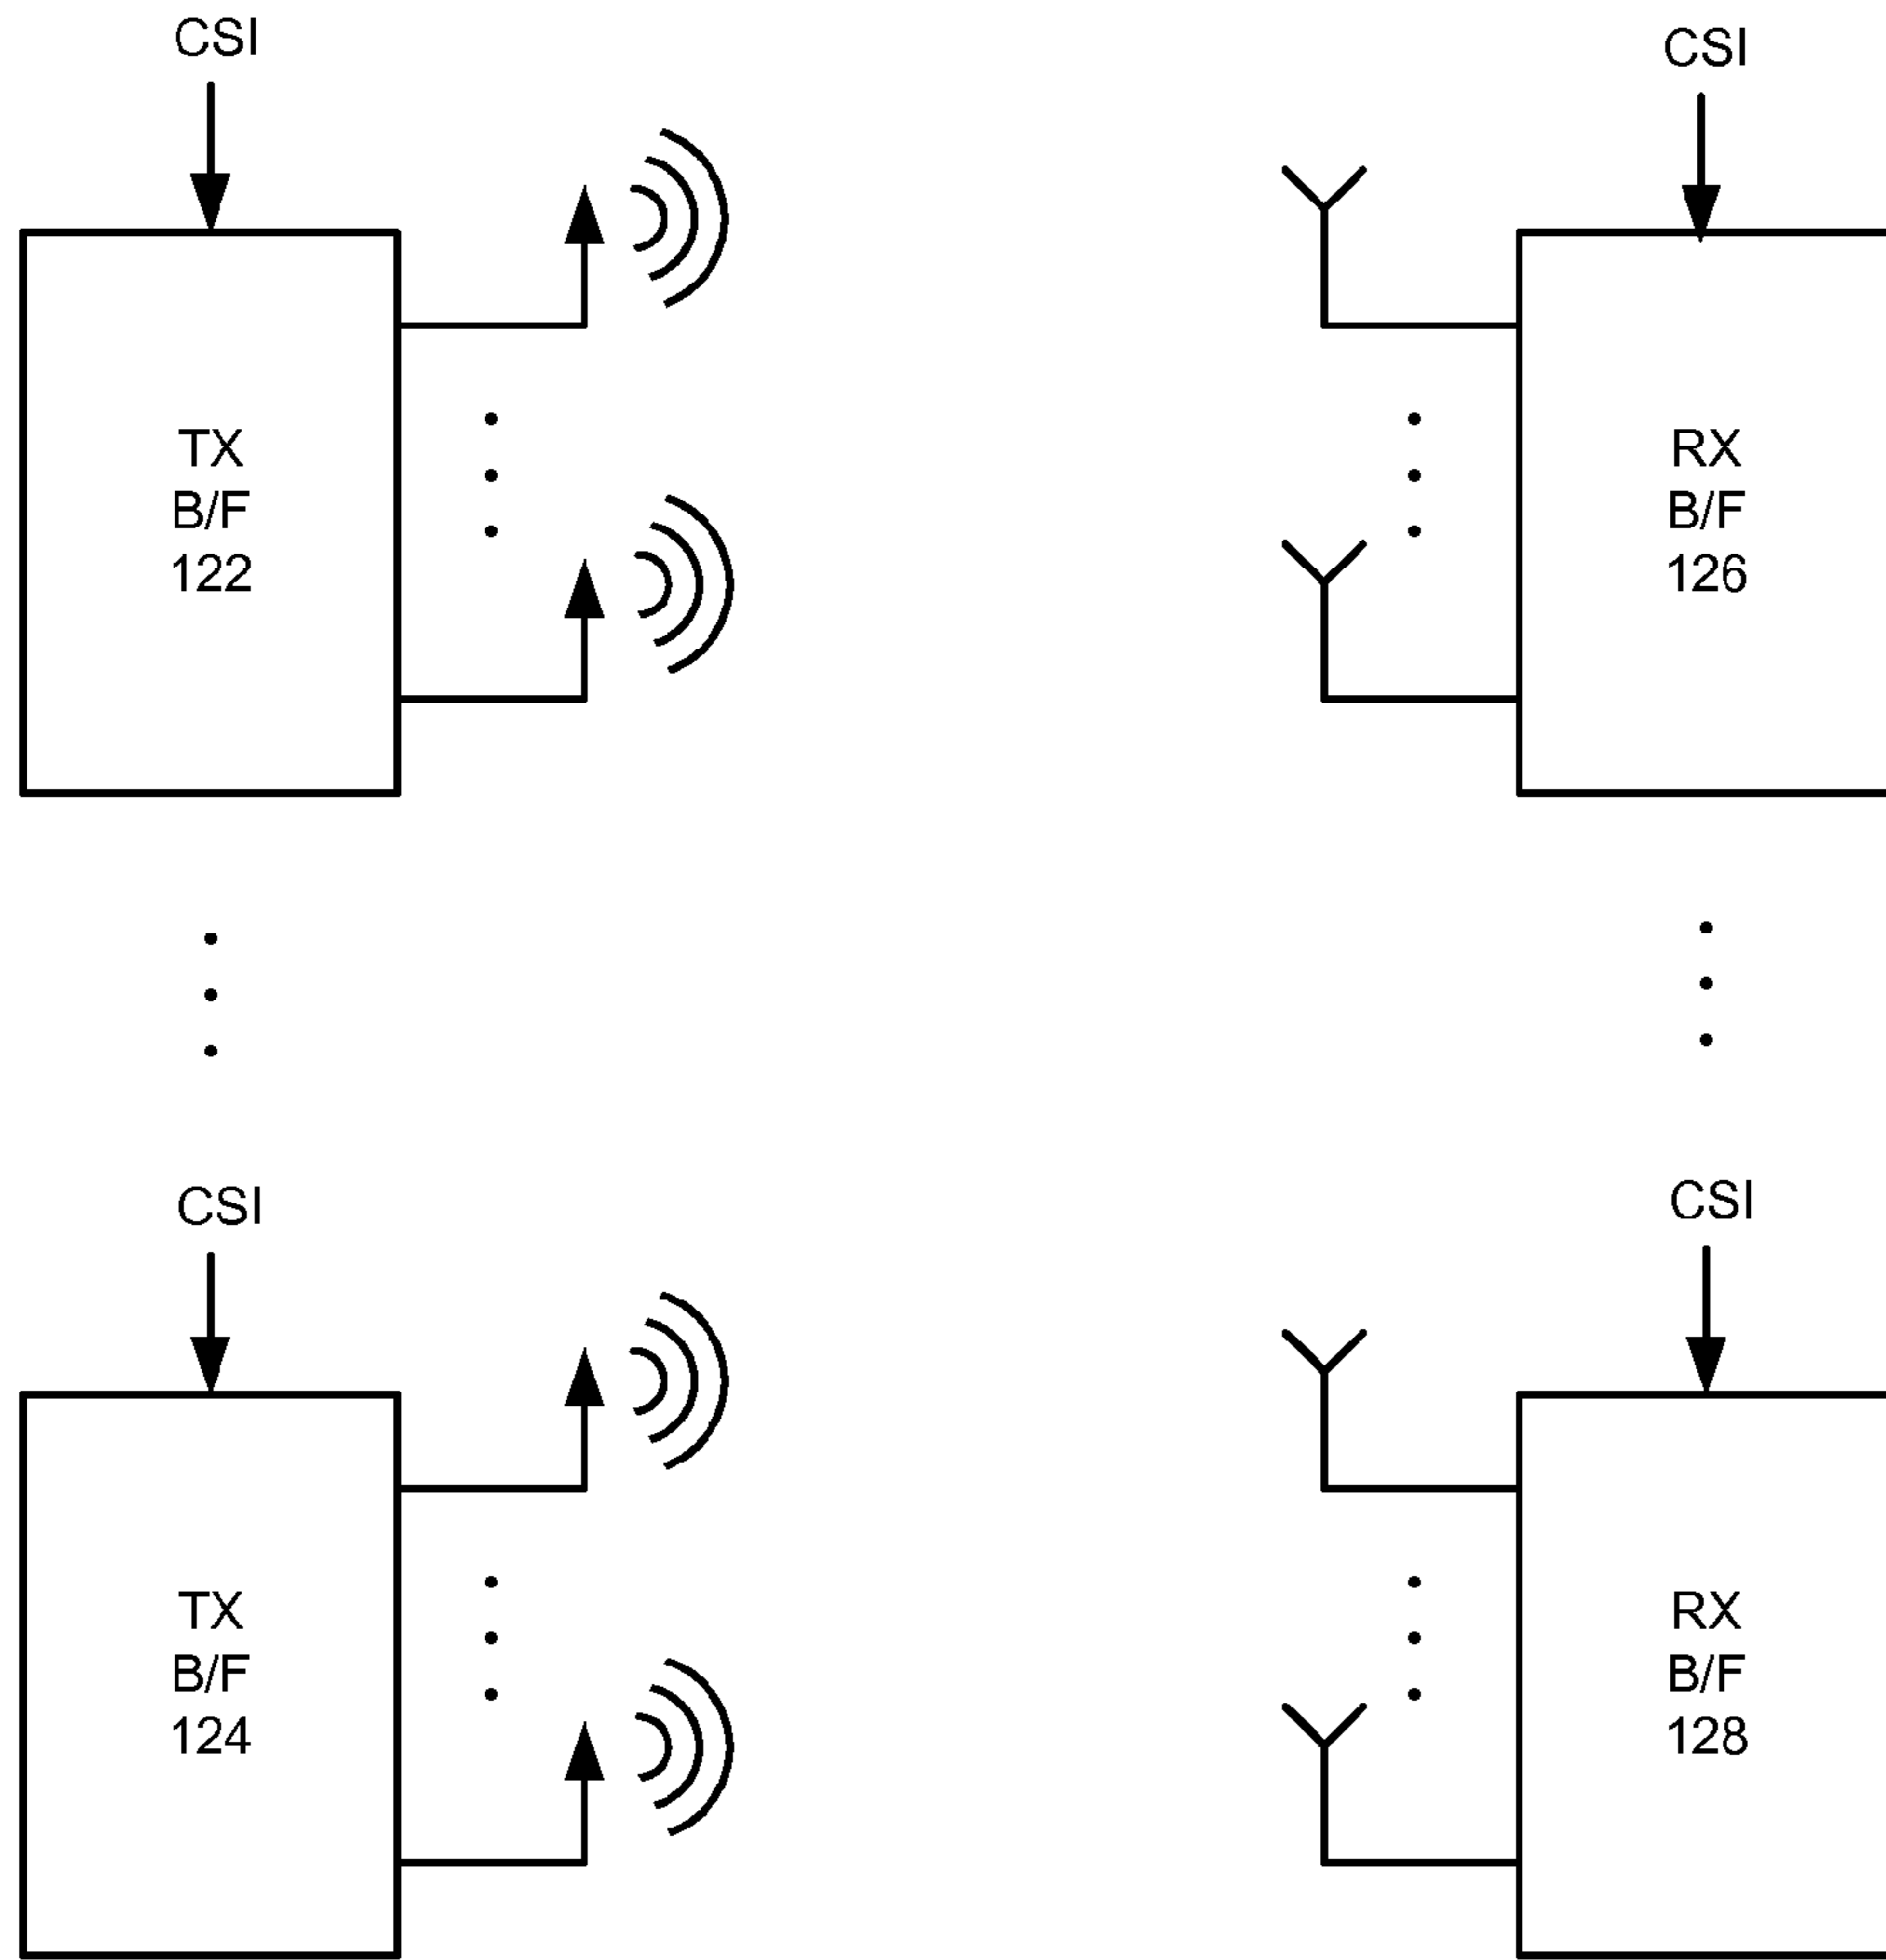 CSI
CSI
TX
B/F
122
RX
B/F
126
CSI
CSI
TX
B/F
124
RX
B/F
128